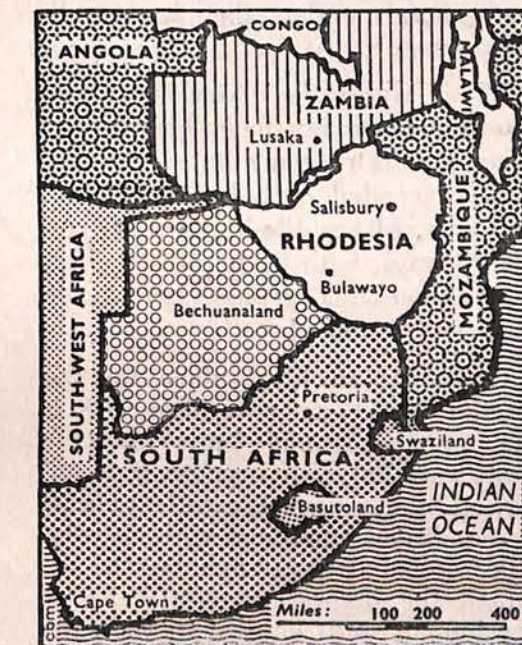 CONGO
ANGOLA
MALAWI
ZAMBIA
Lusaka
Salisbury
RHODESIA
MOZAMBIQUE
Bulawayo
SOUTH-WEST AFRICA
Bechuanaland
Pretoria
SOUTH AFRICA
Swaziland
Basutoland
INDIAN
OCEAN
Cape Town
Miles: 100 200 400
com